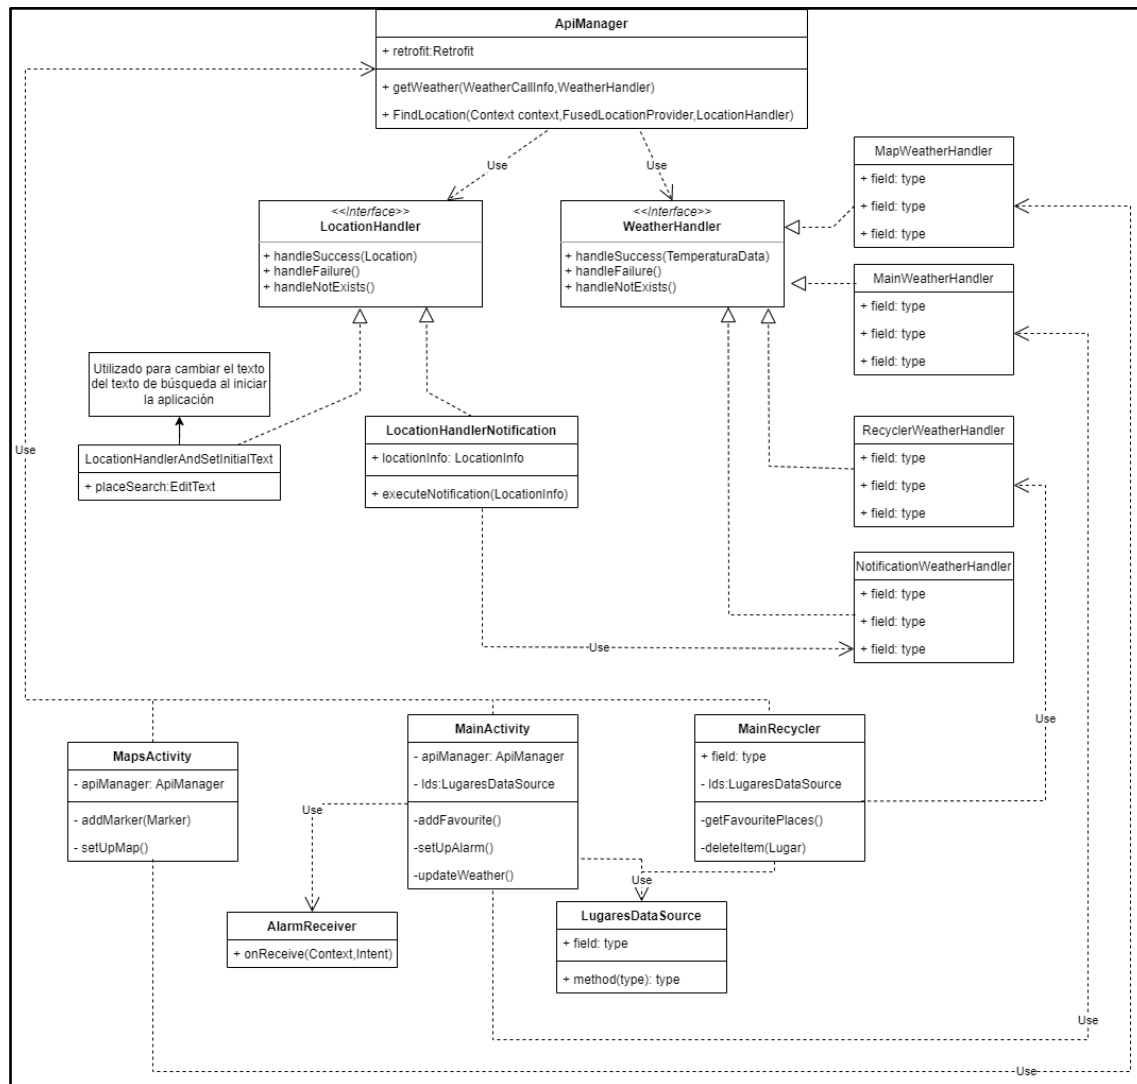 ApiManager
+ retrofit:Retrofit
+ getWeather(WeatherCallInfo,WeatherHandler)
+ FindLocation(Context context,FusedLocationProvider,LocationHandler)
Use
Use
<<Interface>>
LocationHandler
+ handleSuccess(Location)
+ handleFailure()
+ handleNotExists()
<<Interface>>
WeatherHandler
+ handleSuccess(TemperaturaData)
+ handleFailure()
+ handleNotExists()
MapWeatherHandler
+ field: type
+ field: type
+ field: type
MainWeatherHandler
+ field: type
+ field: type
+ field: type
Utilizado para cambiar el texto
del texto de búsqueda al iniciar
la aplicación
LocationHandlerAndSetInitialText
+ placeSearch:EditText
LocationHandlerNotification
+ locationInfo: LocationInfo
+ executeNotification(LocationInfo)
RecyclerWeatherHandler
+ field: type
+ field: type
+ field: type
Use
NotificationWeatherHandler
+ field: type
+ field: type
+ field: type
Use
Use
MapsActivity
- apiManager: ApiManager
- addMarker(Marker)
- setUpMap()
MainActivity
- apiManager: ApiManager
- lds:LugaresDataSource
-addFavourite()
-setUpAlarm()
-updateWeather()
MainRecycler
+ field: type
- lds:LugaresDataSource
-getFavouritePlaces()
-deleteItem(Lugar)
Use
Use
AlarmReceiver
+ onReceive(Context,Intent)
LugaresDataSource
+ field: type
+ method(type): type
Use
Use